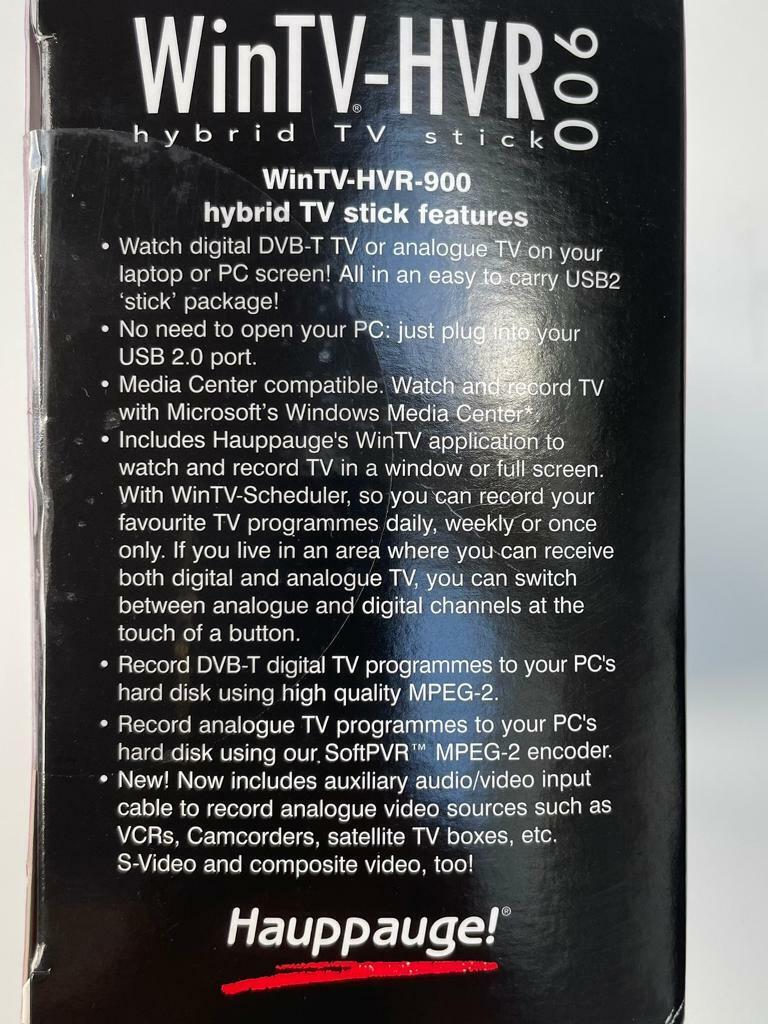 WinTV®-HVR 900
hybrid TV stick
WinTV-HVR-900
hybrid TV stick features
• Watch digital DVB-T TV or analogue TV on your
laptop or PC screen! All in an easy to carry USB2
‘stick’ package!
• No need to open your PC: just plug into your
USB 2.0 port.
• Media Center compatible. Watch and record TV
with Microsoft's Windows Media Center*
• Includes Hauppauge's WinTV application to
watch and record TV in a window or full screen.
With WinTV-Scheduler, so you can record your
favourite TV programmes daily, weekly or once
only. If you live in an area where you can receive
both digital and analogue TV, you can switch
between analogue and digital channels at the
touch of a button.
• Record DVB-T digital TV programmes to your PC's
hard disk using high quality MPEG-2.
• Record analogue TV programmes to your PC's
hard disk using our SoftPVR™ MPEG-2 encoder.
• New! Now includes auxiliary audio/video input
cable to record analogue video sources such as
VCRs, Camcorders, satellite TV boxes, etc.
S-Video and composite video, too!
Hauppauge!®